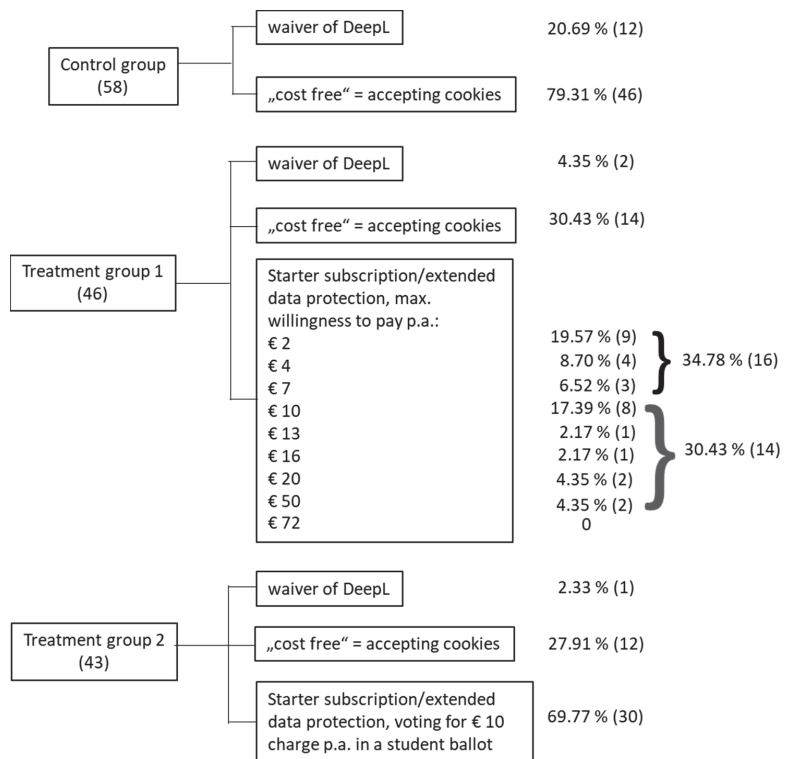 waiver of DeepL
20.69 % (12)
Control group
(58)
„cost free“ = accepting cookies
79.31 % (46)
waiver of DeepL
4.35 % (2)
„cost free“ = accepting cookies
30.43 % (14)
Treatment group 1
(46)
Starter subscription/extended
data protection, max.
willingness to pay p.a.:
€ 2
19.57 % (9)
€ 4
8.70 % (4)
34.78 % (16)
€ 7
6.52 % (3)
€ 10
17.39 % (8)
€ 13
2.17 % (1)
€ 16
2.17 % (1)
30.43 % (14)
€ 20
4.35 % (2)
€ 50
4.35 % (2)
€ 72
0
waiver of DeepL
2.33 % (1)
Treatment group 2
(43)
„cost free“ = accepting cookies
27.91 % (12)
Starter subscription/extended
data protection, voting for € 10
charge p.a. in a student ballot
69.77 % (30)